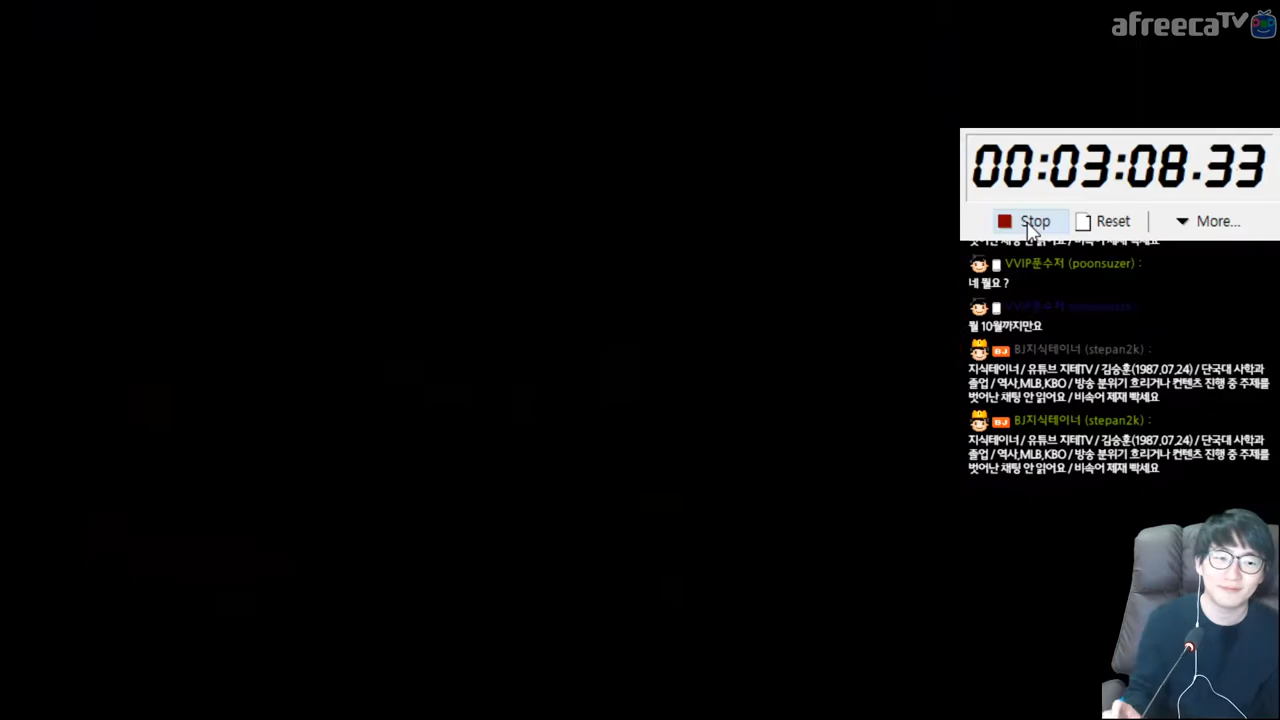 afreecaTV
00:03:08.33
Stop
Reset
More...
VVIP푼수저 (poonsuzer) :
네 뭘요 ?
뭘 10월까지만요
BJ지식테이너 (stepan2k) :
지식테이너 / 유튜브 지테TV / 김승훈(1987.07.24) / 단국대 사학과
졸업 / 역사,MLB,KBO / 방송 분위기 흐리거나 컨텐츠 진행 중 주제를
벗어난 채팅 안 읽어요 / 비속어 제재 빡세요
BJ지식테이너 (stepan2k) :
지식테이너 / 유튜브 지테TV / 김승훈(1987.07.24) / 단국대 사학과
졸업 / 역사,MLB,KBO / 방송 분위기 흐리거나 컨텐츠 진행 중 주제를
벗어난 채팅 안 읽어요 / 비속어 제재 빡세요